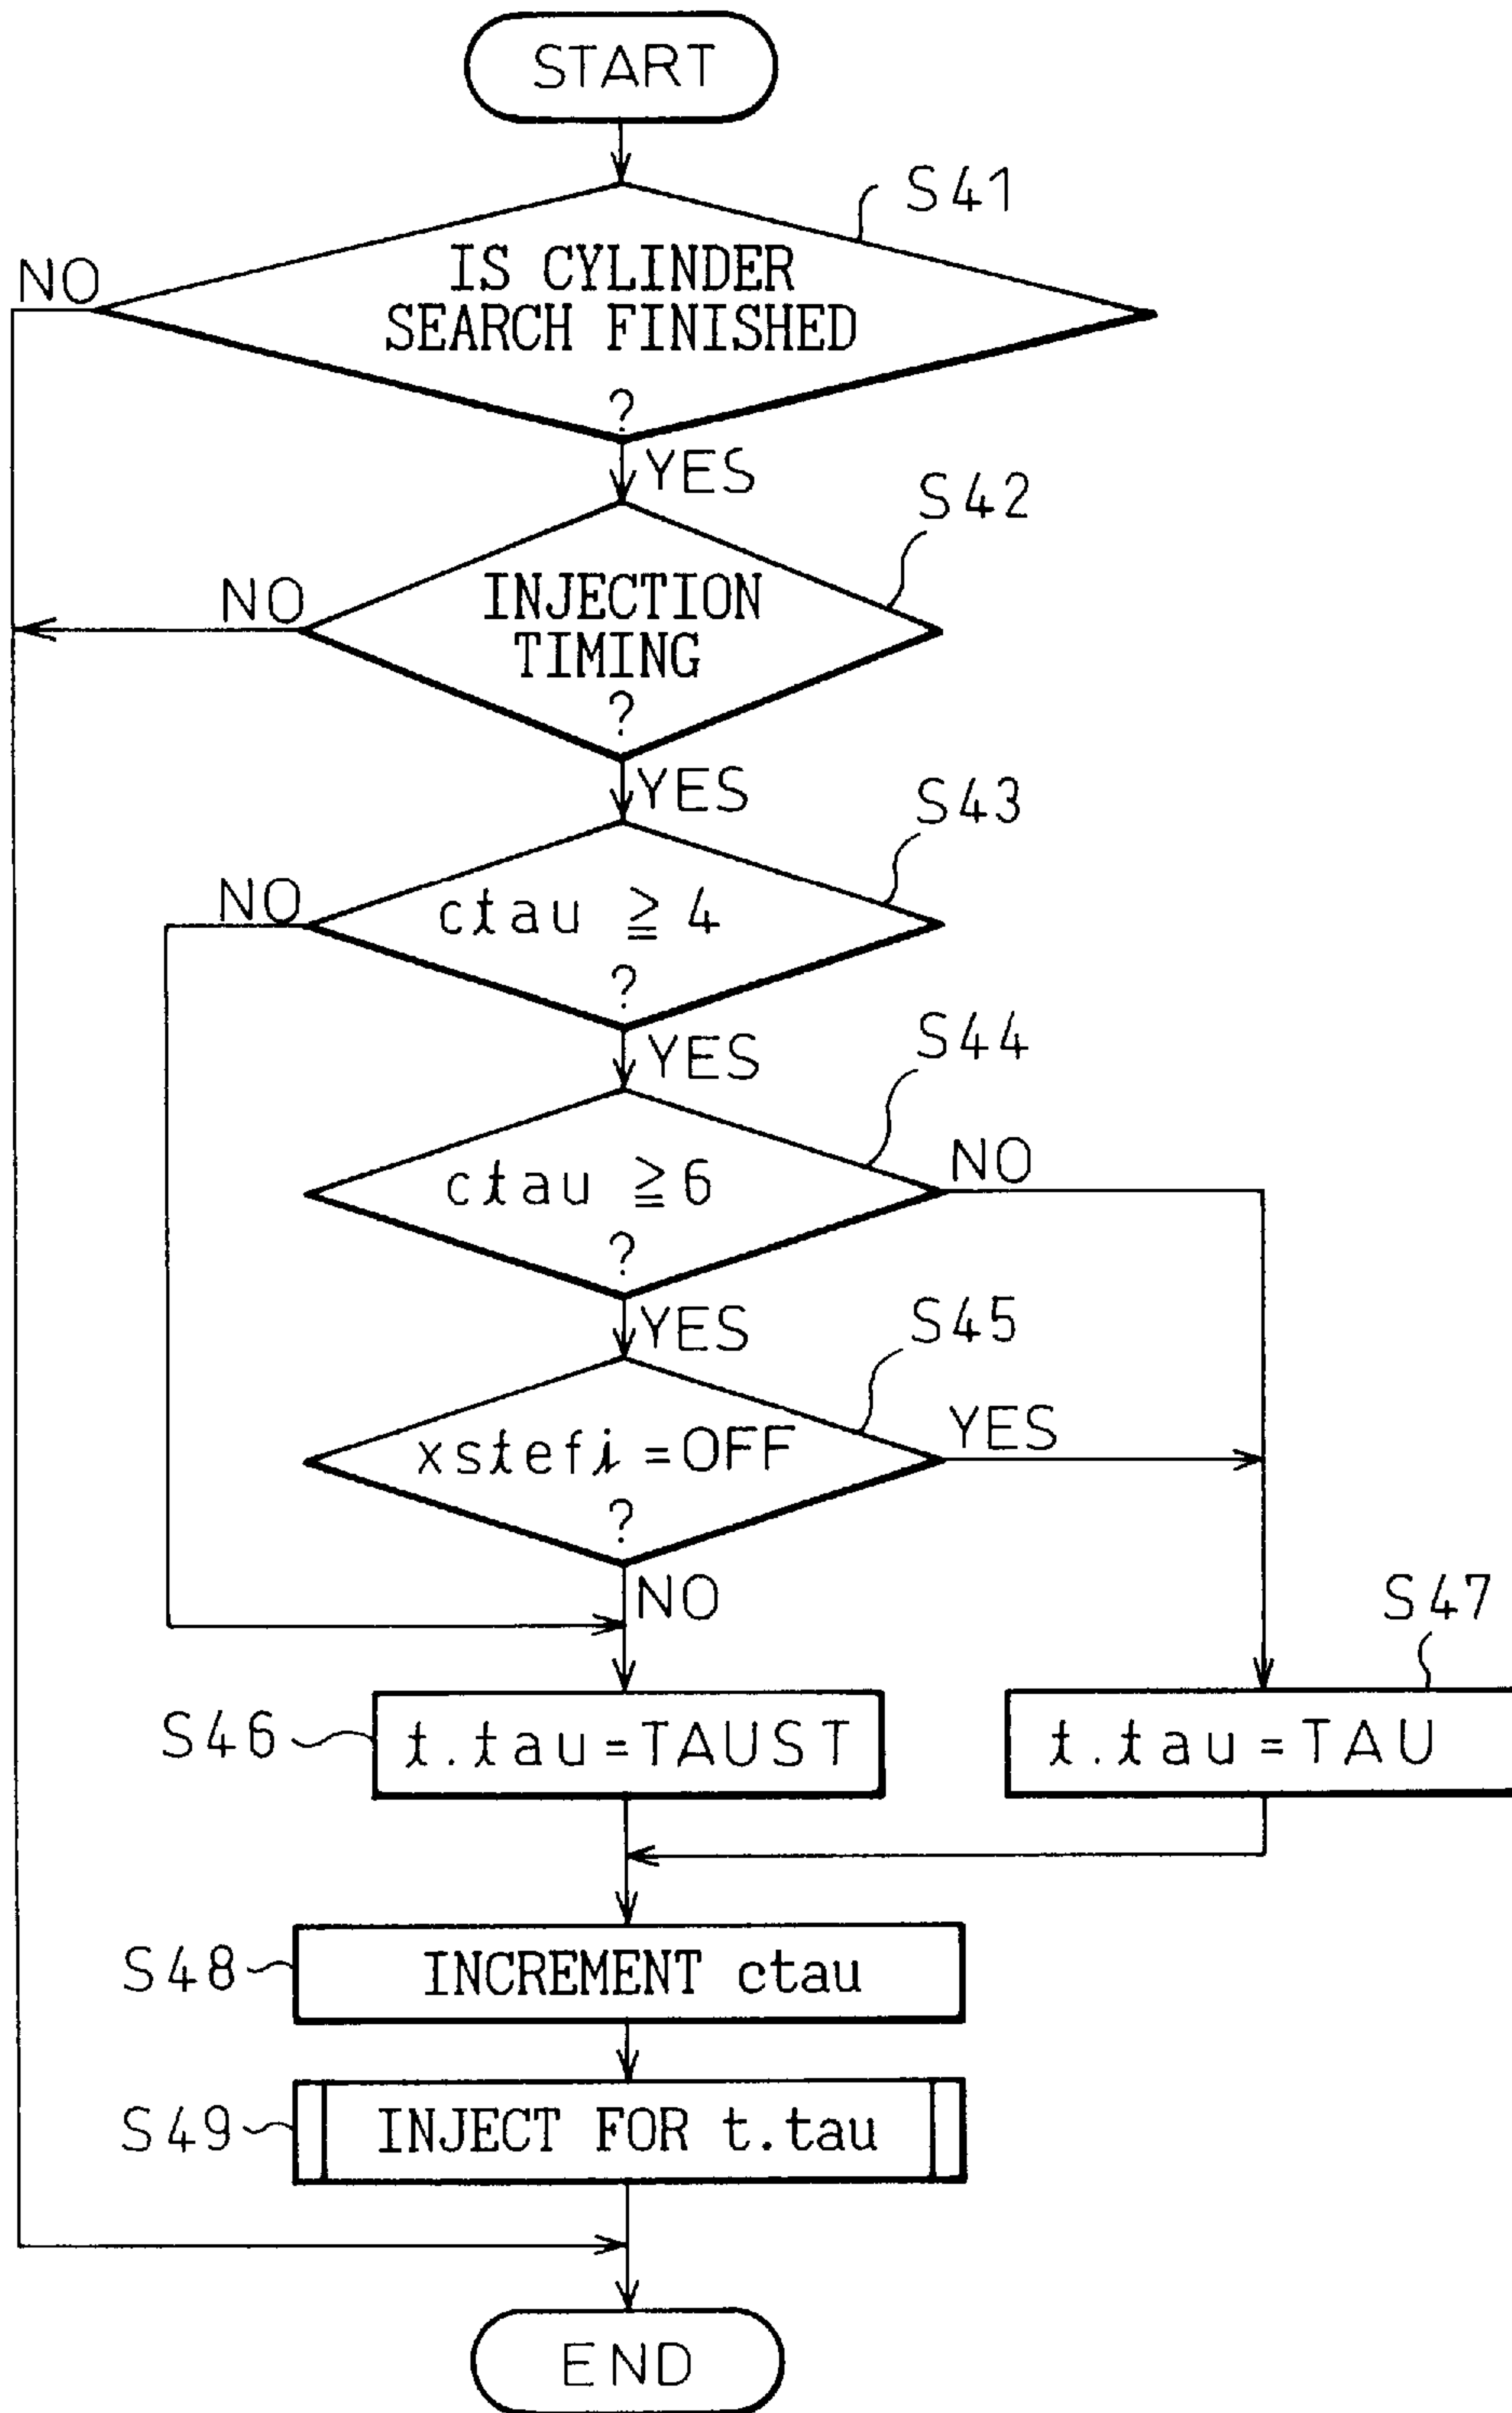 START
S41
NO
IS CYLINDER
SEARCH FINISHED
?
YES
S42
NO
INJECTION
TIMING
?
YES
S43
NO
ctau ≧ 4
?
YES
S44
NO
ctau ≧ 6
?
YES
S45
YES
xstefi = OFF
?
NO
S47
S46
t.tau = TAUST
t.tau = TAU
S48
INCREMENT ctau
S49
INJECT FOR t.tau
END